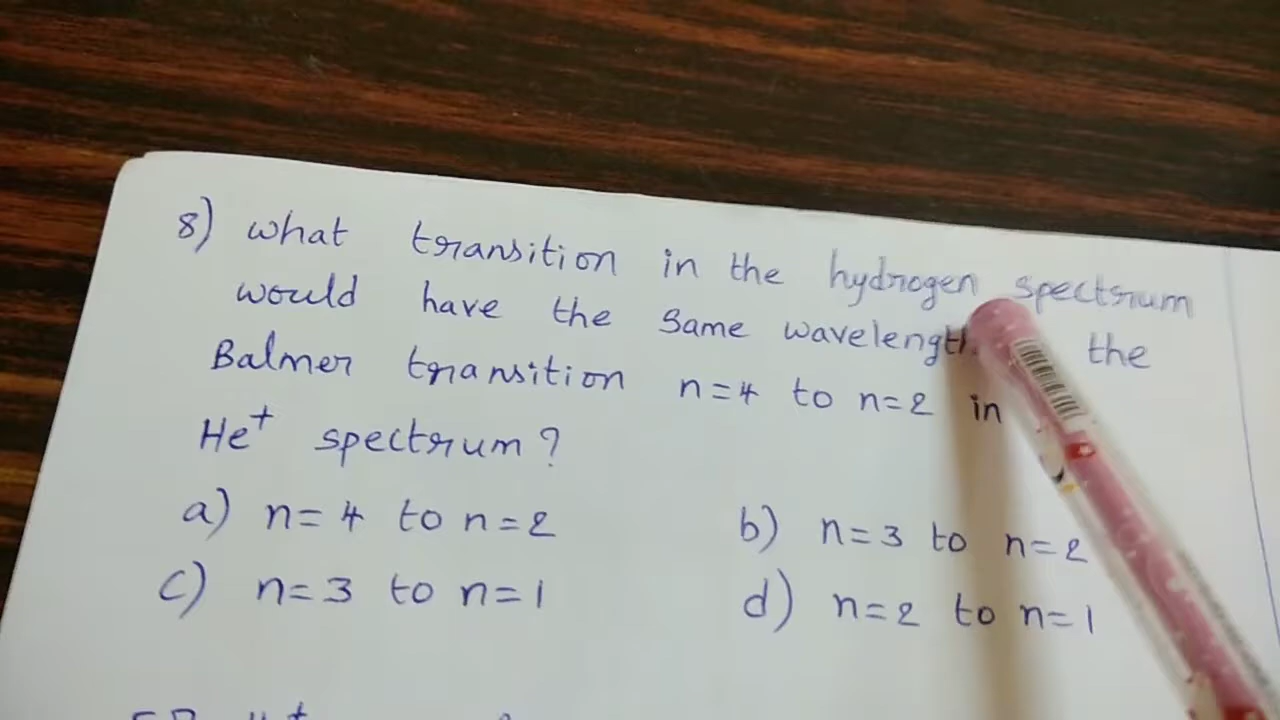 8) what transition in the hydrogen spectrum
would have the same wavelength the
Balmer transition n=4 to n=2 in
He⁺ spectrum?
a) n=4 to n=2 b) n=3 to n=2
c) n=3 to n=1 d) n=2 to n=1